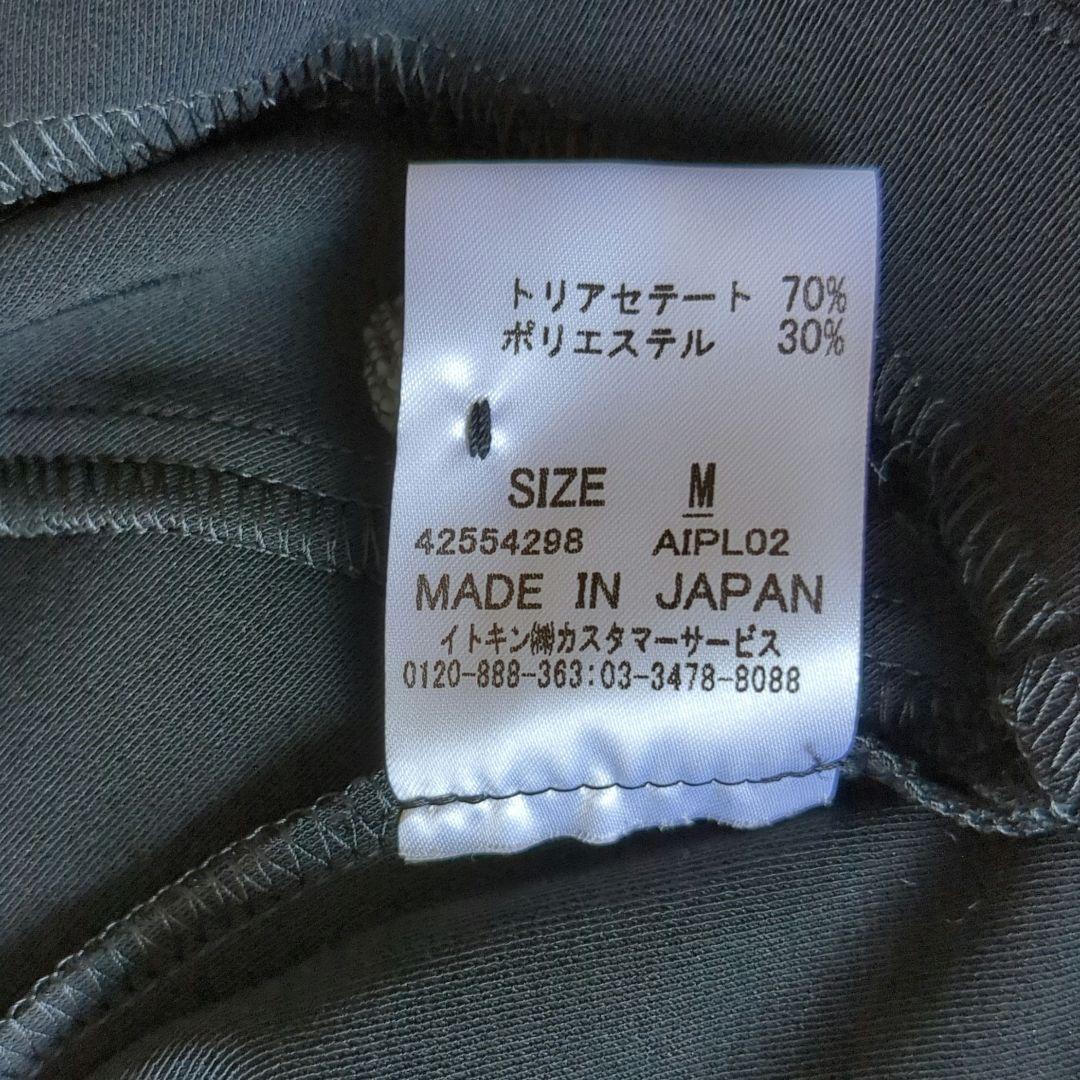 トリアセテート 70%
ポリエステル 30%
SIZE M
42554298 AIPL02
MADE IN JAPAN
イトキン㈱カスタマーサービス
0120-888-363:03-3478-8088